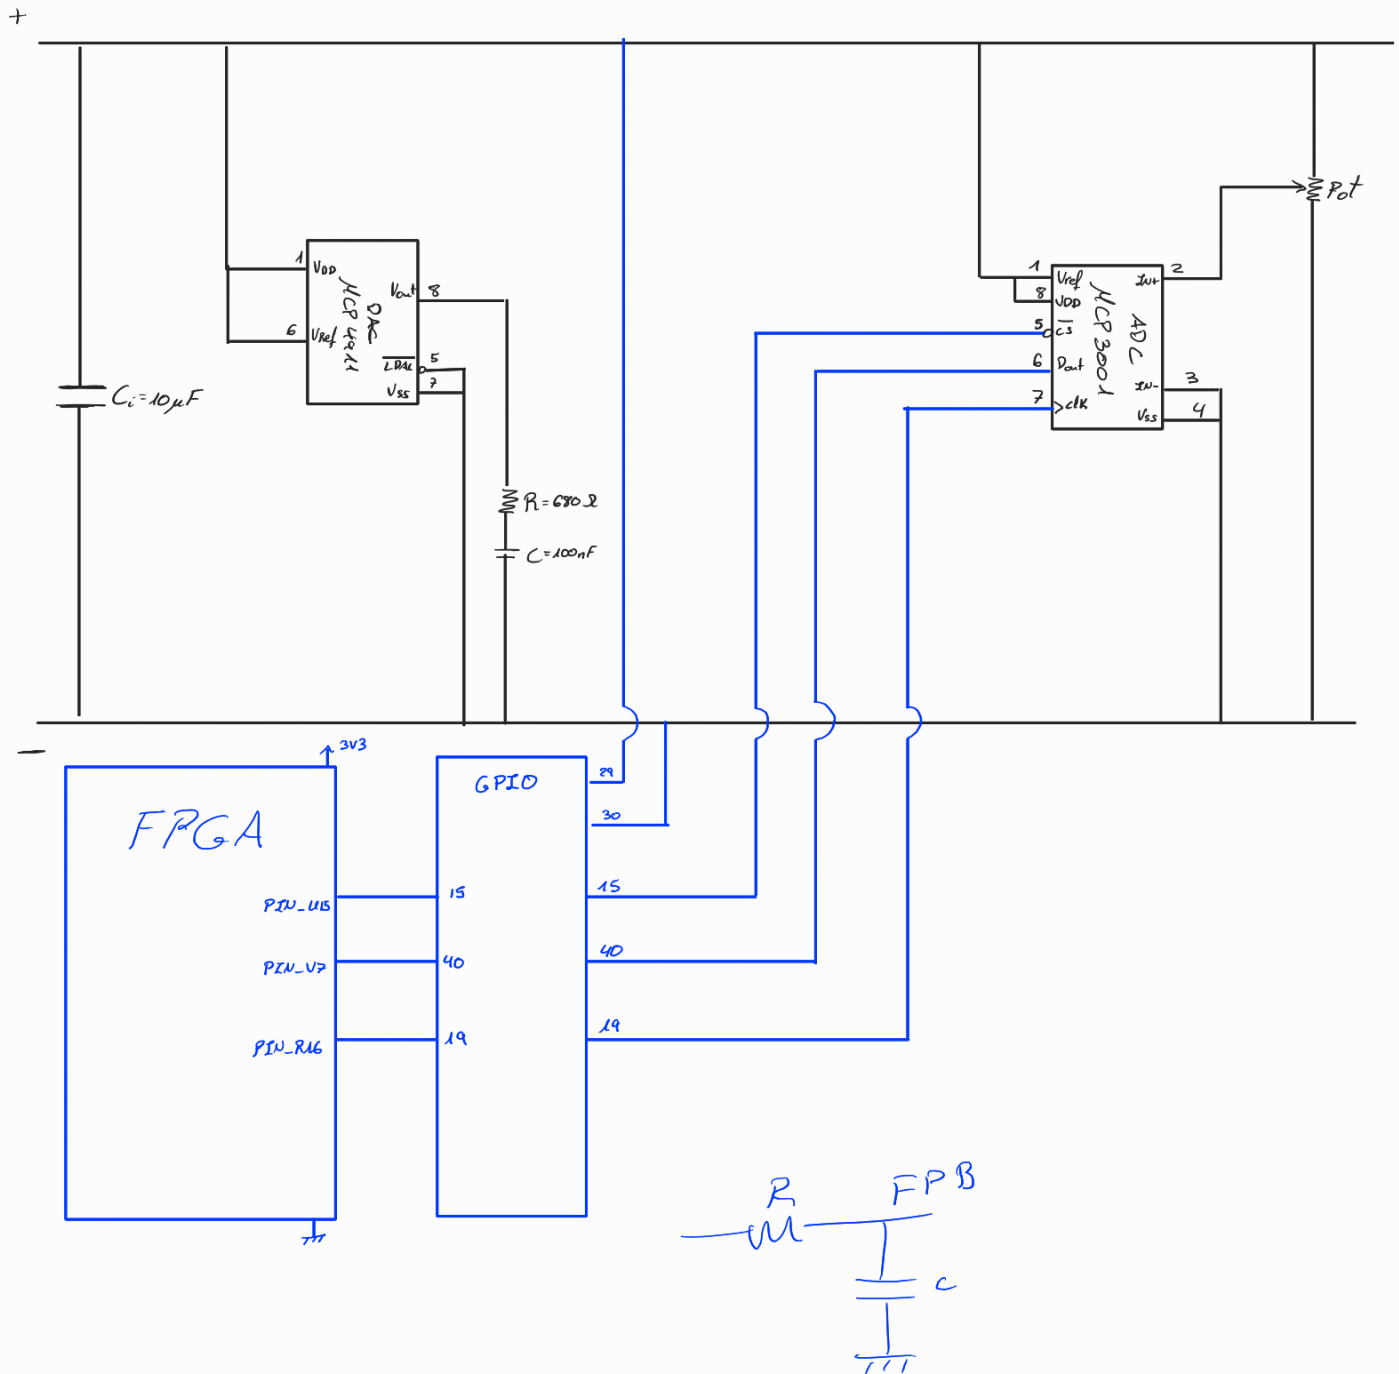 +
1
VDD
MCP 4911
DAC
Vout
8
6
VRef
LDAC
5
Vss
7
Ci=10µF
R=680Ω
C=100nF
Pot
1
Vref
IN+
2
8
VDD
MCP3001
ADC
5
CS
6
Dout
7
clk
IN-
3
Vss
4
−
3V3
FPGA
GPIO
29
30
PIN_U15
15
15
PIN_V7
40
40
PIN_R16
19
19
R
FPB
C